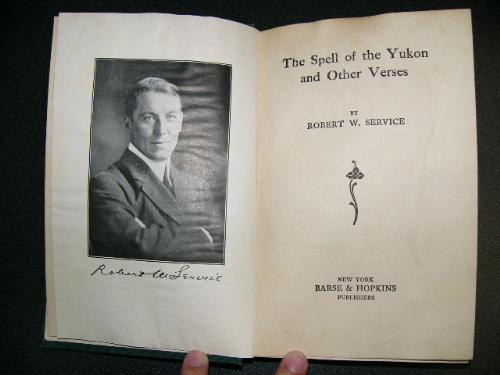 Robert W. Service
The Spell of the Yukon
and Other Verses
BY
ROBERT W. SERVICE
NEW YORK
BARSE & HOPKINS
PUBLISHERS